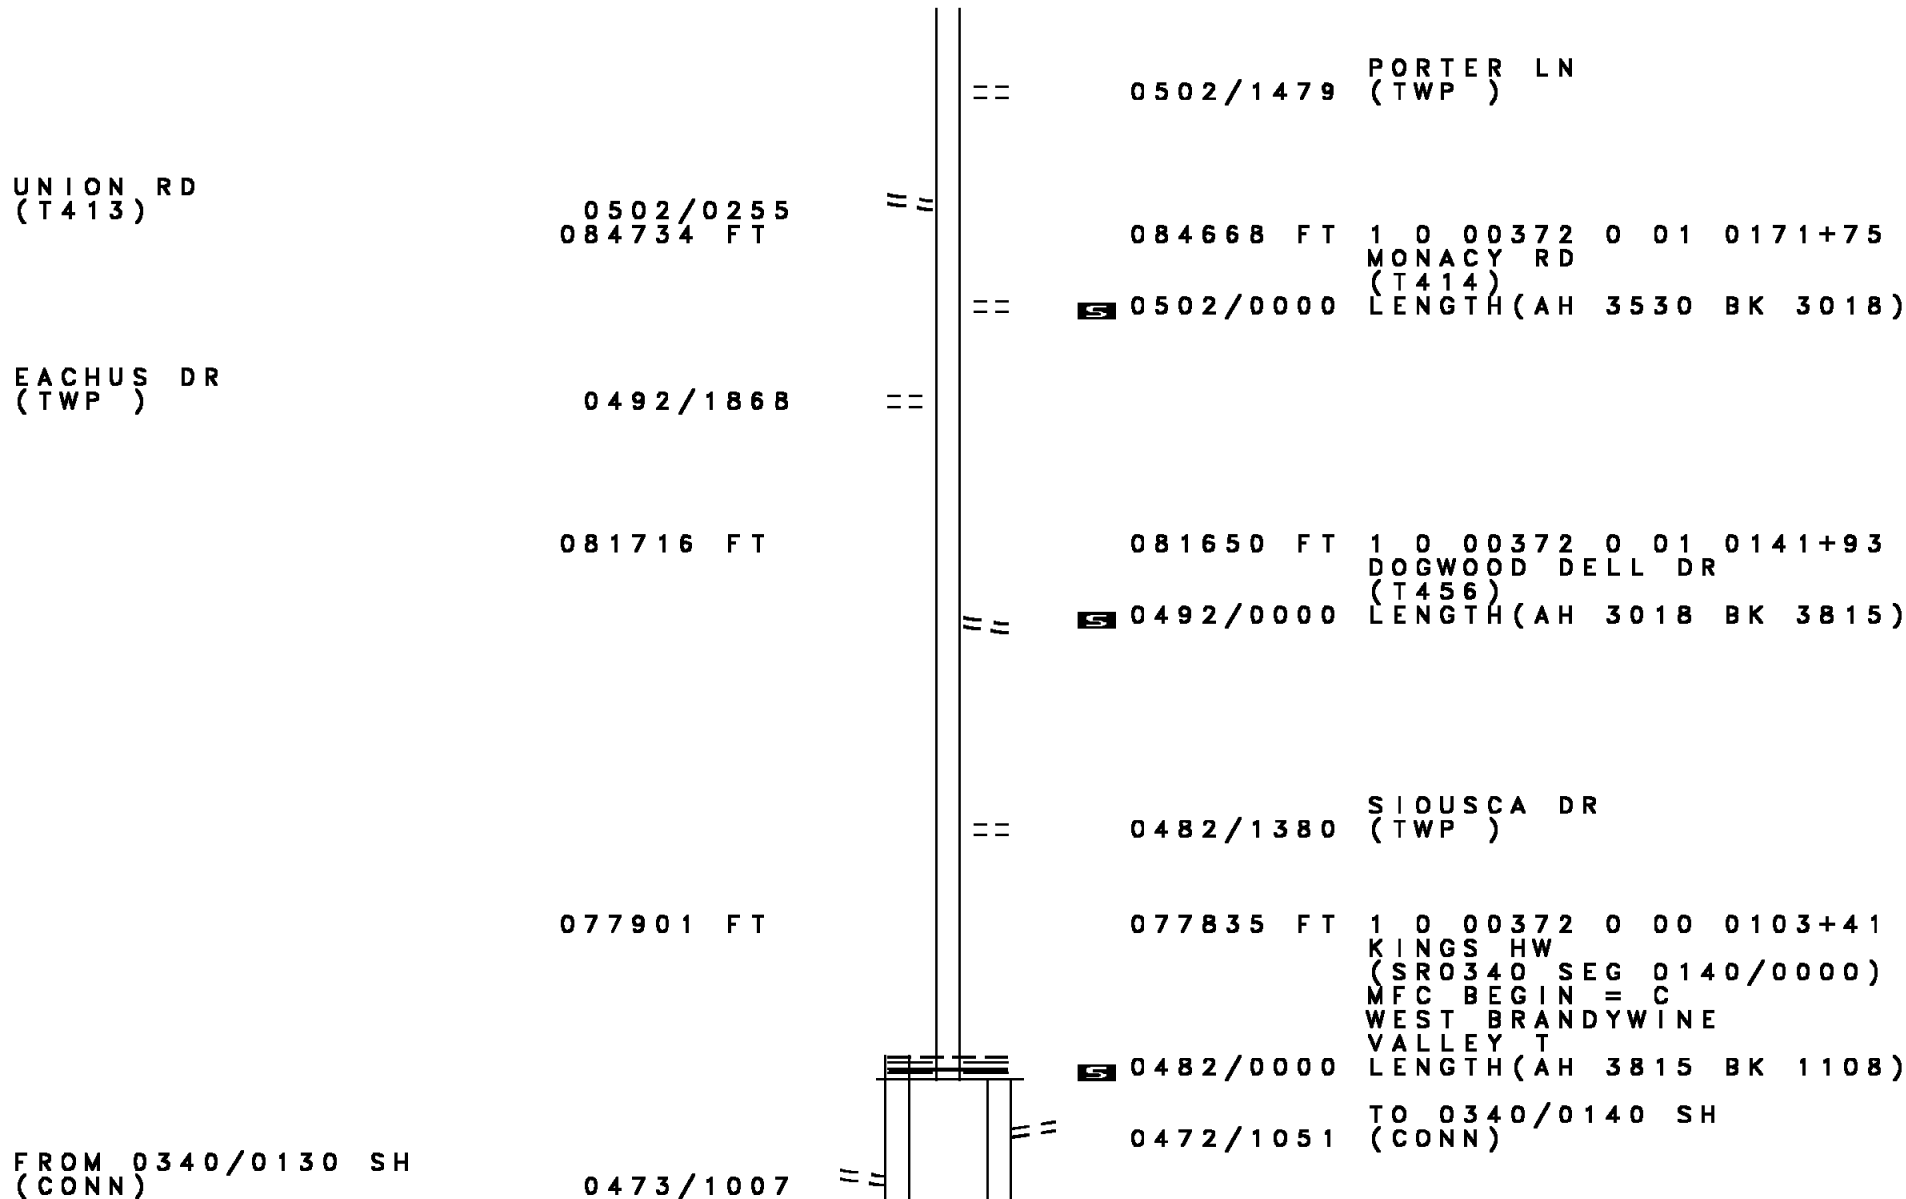 PORTER LN
0502/1479 (TWP )
UNION RD
(T413)
0502/0255
084734 FT
084668 FT 1 0 00372 0 01 0171+75
MONACY RD
(T414)
S 0502/0000 LENGTH(AH 3530 BK 3018)
EACHUS DR
(TWP )
0492/1868
081716 FT
081650 FT 1 0 00372 0 01 0141+93
DOGWOOD DELL DR
(T456)
S 0492/0000 LENGTH(AH 3018 BK 3815)
SIOUSCA DR
0482/1380 (TWP )
077901 FT
077835 FT 1 0 00372 0 00 0103+41
KINGS HW
(SR0340 SEG 0140/0000)
MFC BEGIN = C
WEST BRANDYWINE
VALLEY T
S 0482/0000 LENGTH(AH 3815 BK 1108)
TO 0340/0140 SH
0472/1051 (CONN)
FROM 0340/0130 SH
(CONN)
0473/1007